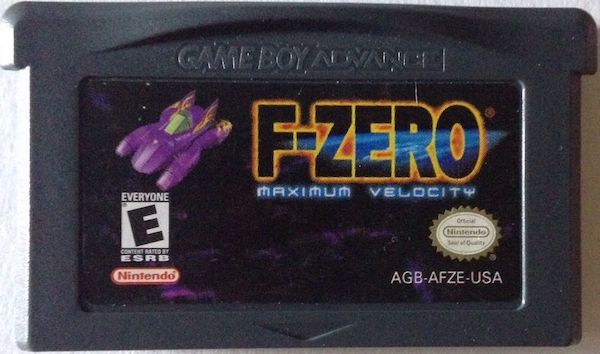 GAME BOY ADVANCE
F-ZERO®
MAXIMUM VELOCITY
EVERYONE
E
CONTENT RATED BY
ESRB
Nintendo
Official
Nintendo
Seal of Quality
AGB-AFZE-USA